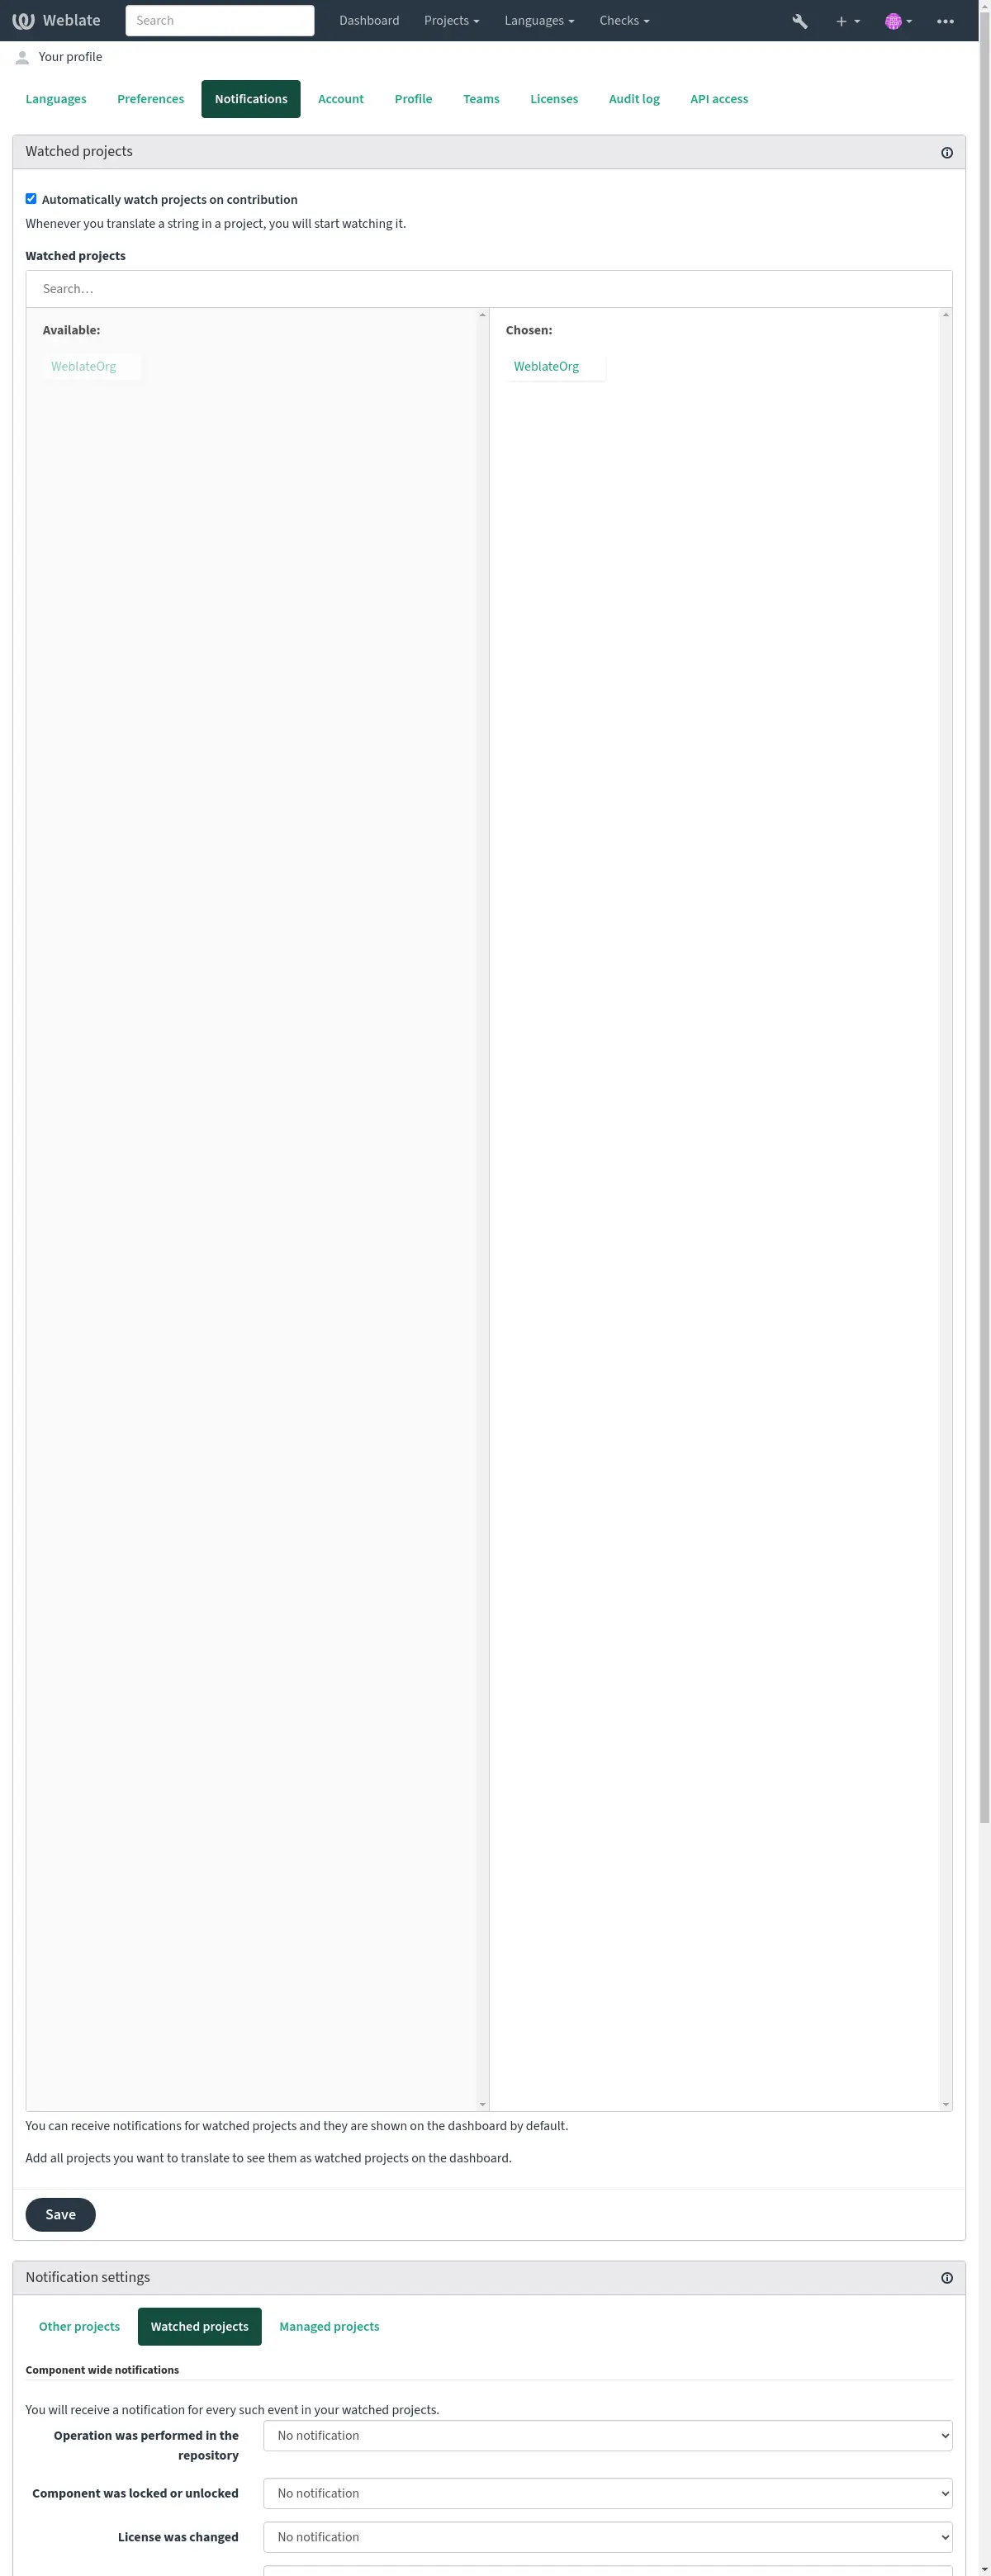 Weblate
Search
Dashboard
Projects
Languages
Checks
Your profile
Languages
Preferences
Notifications
Account
Profile
Teams
Licenses
Audit log
API access
Watched projects
Automatically watch projects on contribution
Whenever you translate a string in a project, you will start watching it.
Watched projects
Search…
Available:
WeblateOrg
Chosen:
WeblateOrg
You can receive notifications for watched projects and they are shown on the dashboard by default.
Add all projects you want to translate to see them as watched projects on the dashboard.
Save
Notification settings
Other projects
Watched projects
Managed projects
Component wide notifications
You will receive a notification for every such event in your watched projects.
Operation was performed in the
repository
No notification
Component was locked or unlocked
No notification
License was changed
No notification